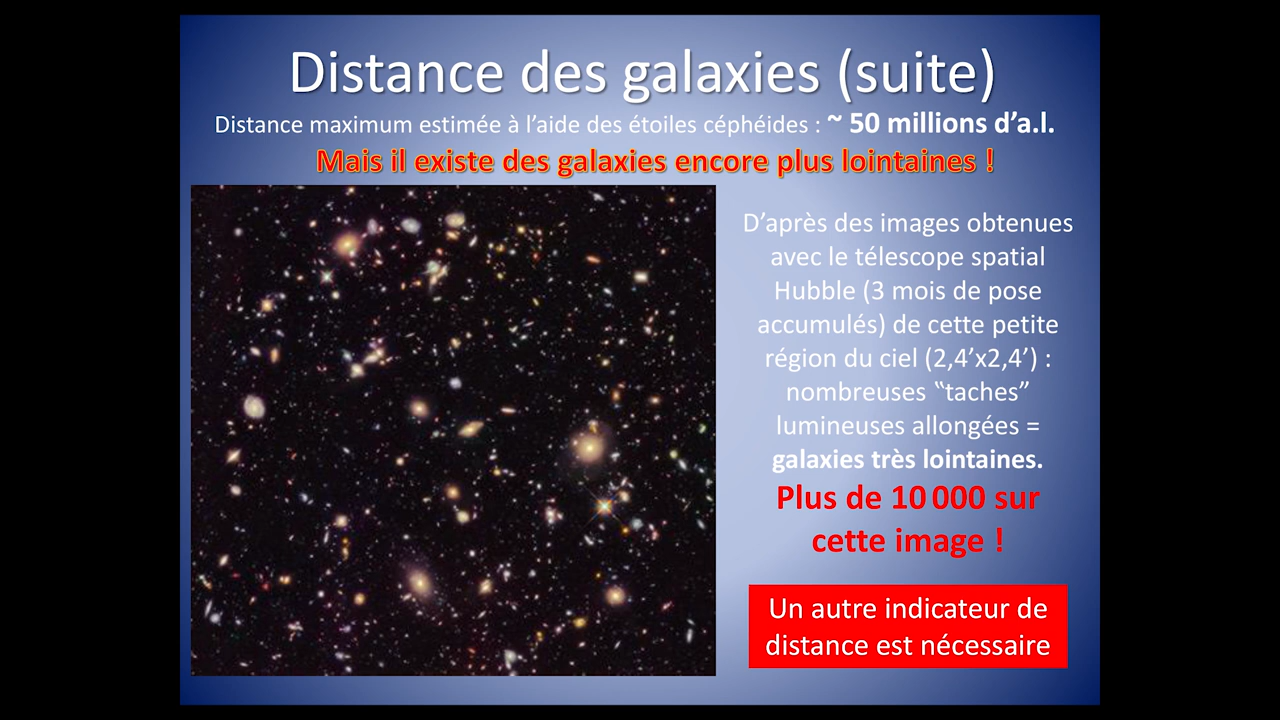 Distance des galaxies (suite)
Distance maximum estimée à l’aide des étoiles céphéides : ~ 50 millions d’a.l.
Mais il existe des galaxies encore plus lointaines !
D’après des images obtenues
avec le télescope spatial
Hubble (3 mois de pose
accumulés) de cette petite
région du ciel (2,4’x2,4’) :
nombreuses ‟taches”
lumineuses allongées =
galaxies très lointaines.
Plus de 10 000 sur
cette image !
Un autre indicateur de
distance est nécessaire